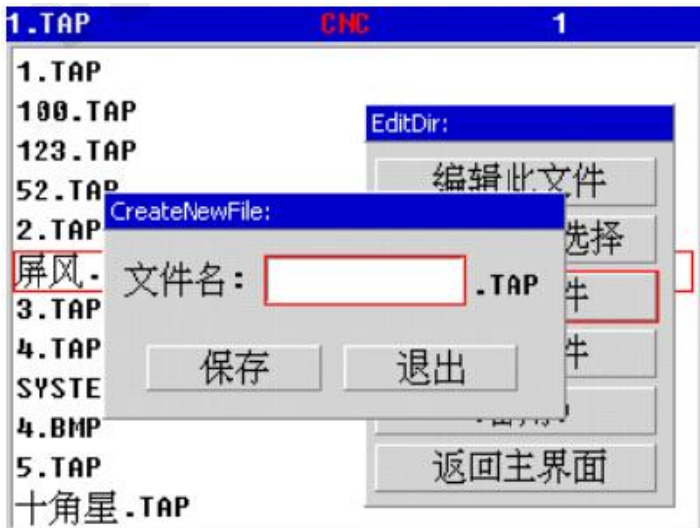 1.TAP CNC 1
1.TAP
100.TAP
123.TAP
52.TAP
2.TAP
屏风.
3.TAP
4.TAP
SYSTE
4.BMP
5.TAP
十角星.TAP
EditDir:
编辑此文件
选择
件
件
返回主界面
CreateNewFile:
文件名: .TAP
保存 退出